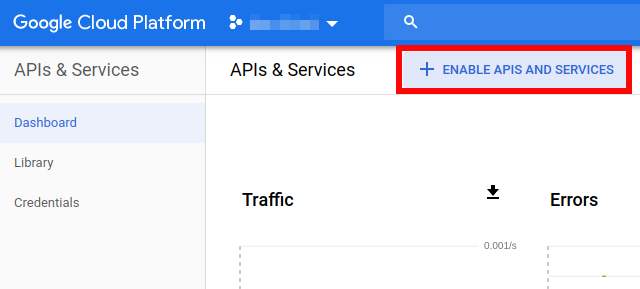 Google Cloud Platform
APIs & Services
APIs & Services
+ ENABLE APIS AND SERVICES
Dashboard
Library
Credentials
Traffic
Errors
0.001/s